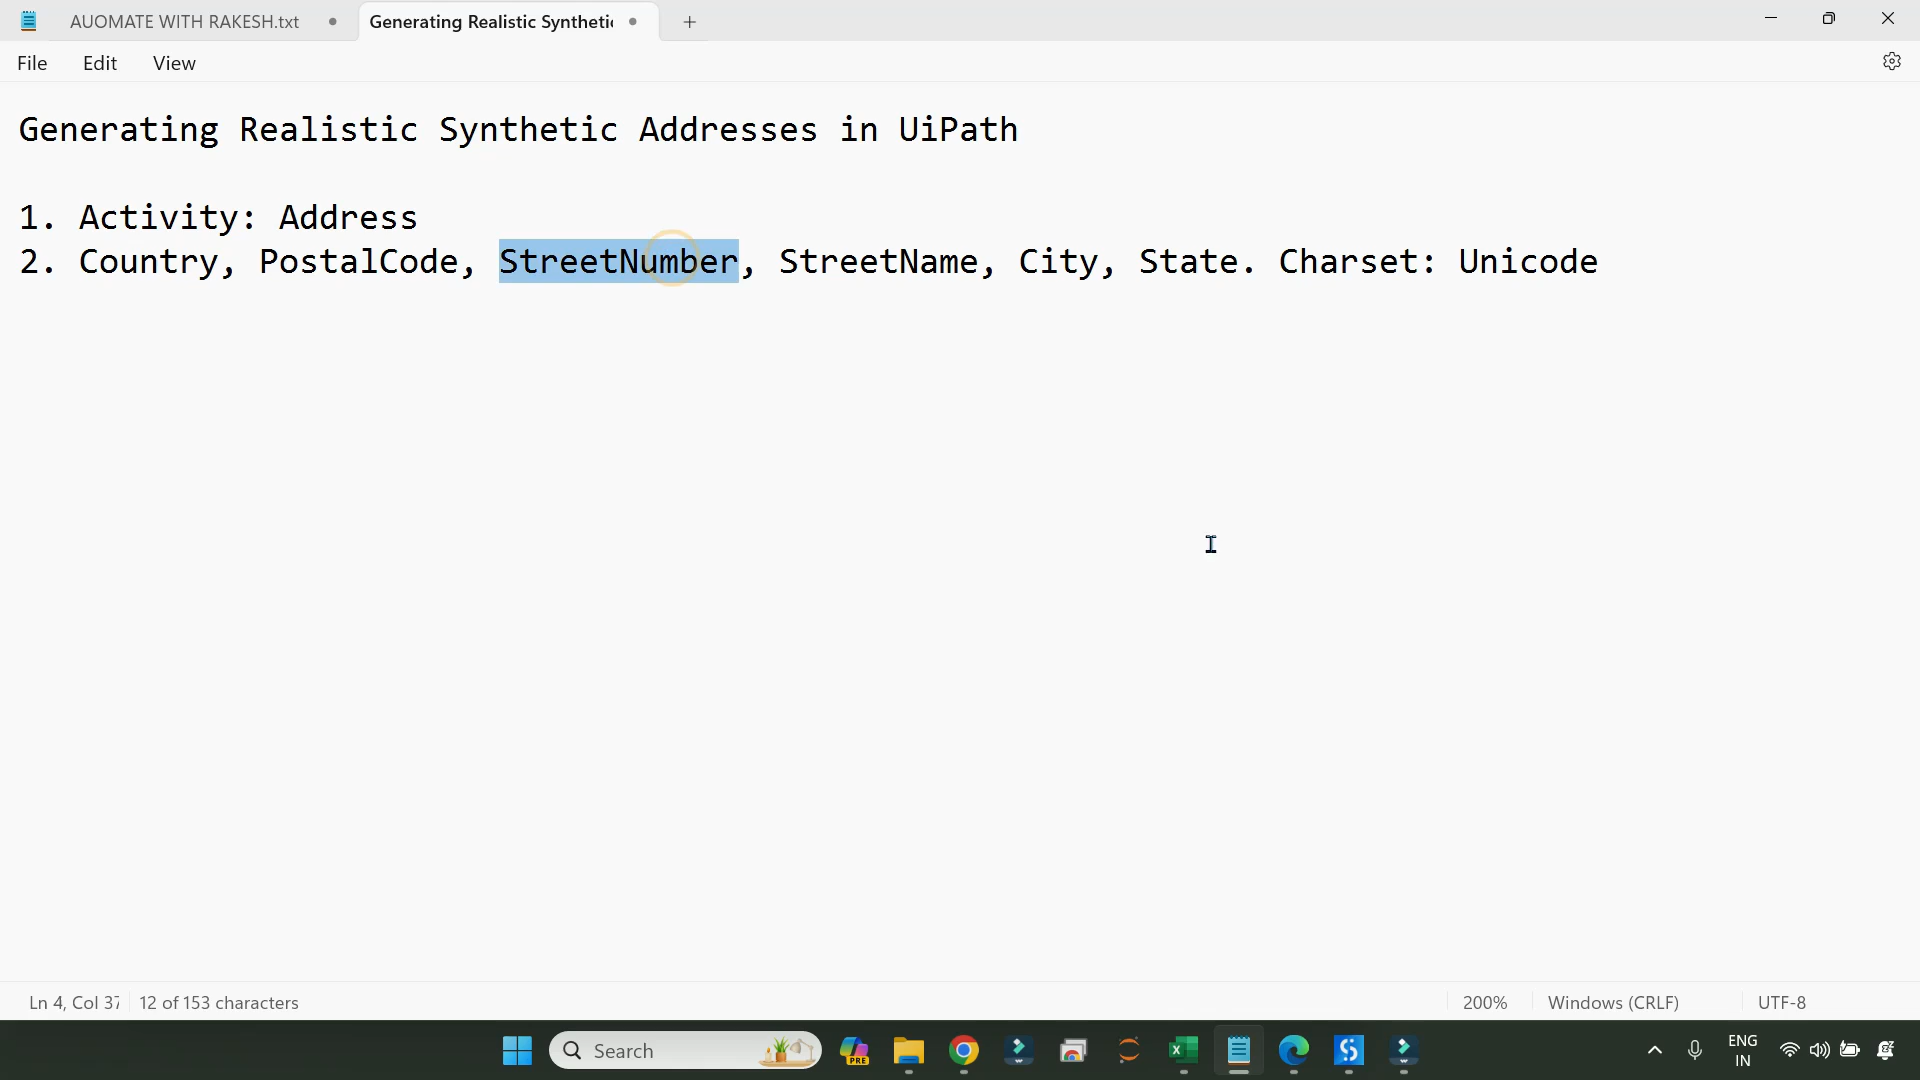 AUOMATE WITH RAKESH.txt
Generating Realistic Syntheti
File Edit View
Generating Realistic Synthetic Addresses in UiPath
1. Activity: Address
2. Country, PostalCode, StreetNumber, StreetName, City, State. Charset: Unicode
Ln 4, Col 37 12 of 153 characters 200% Windows (CRLF) UTF-8
Search
PRE
ENG
IN